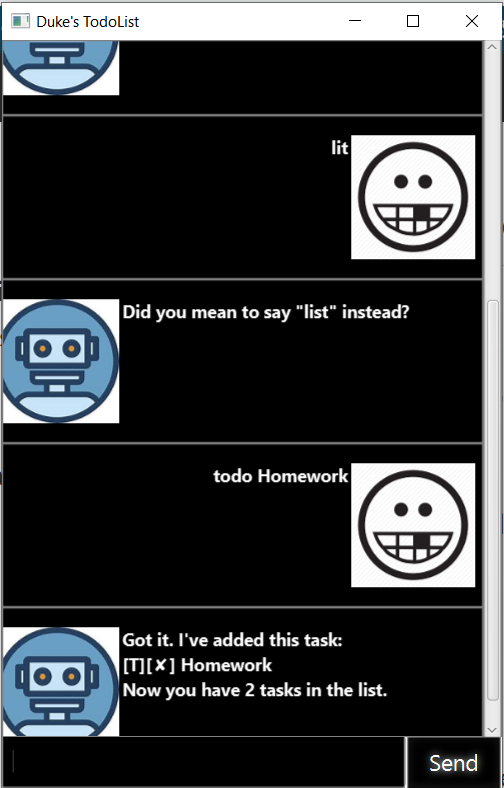 Duke's TodoList
lit
Did you mean to say "list" instead?
todo Homework
Got it. I've added this task:
[T][✘] Homework
Now you have 2 tasks in the list.
Send